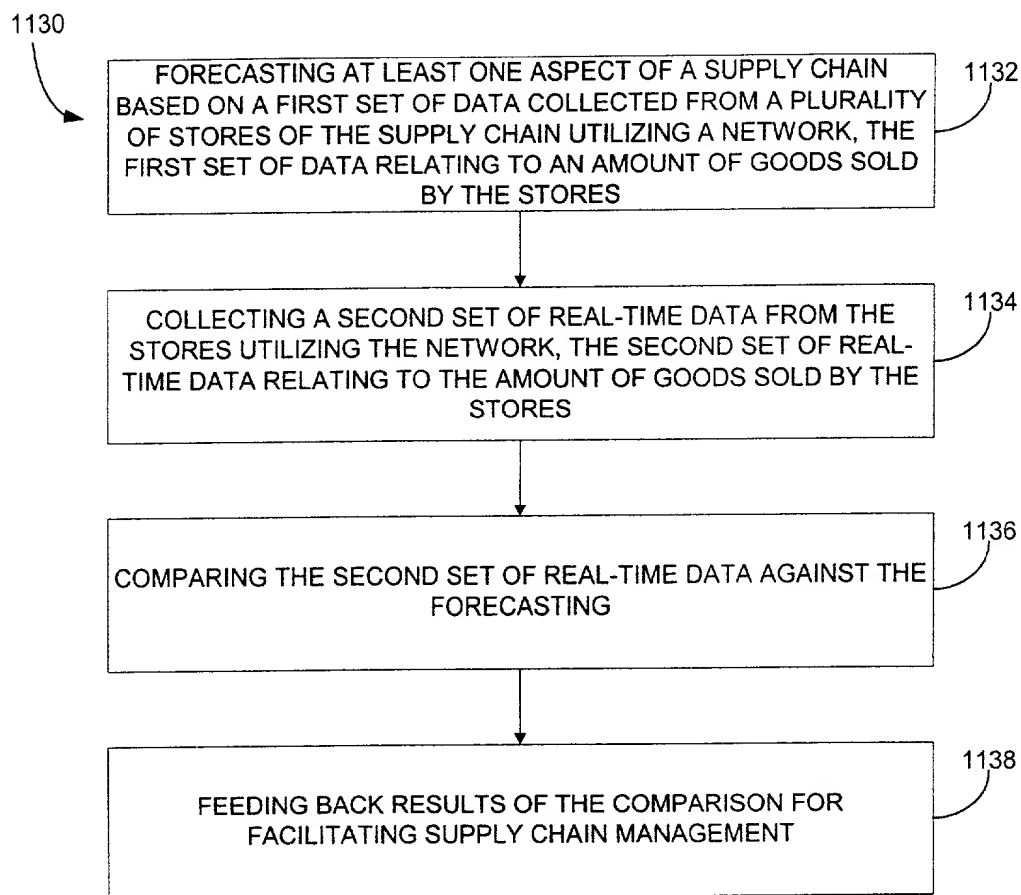 1130
FORECASTING AT LEAST ONE ASPECT OF A SUPPLY CHAIN
BASED ON A FIRST SET OF DATA COLLECTED FROM A PLURALITY
OF STORES OF THE SUPPLY CHAIN UTILIZING A NETWORK, THE
FIRST SET OF DATA RELATING TO AN AMOUNT OF GOODS SOLD
BY THE STORES
1132
COLLECTING A SECOND SET OF REAL-TIME DATA FROM THE
STORES UTILIZING THE NETWORK, THE SECOND SET OF REAL-
TIME DATA RELATING TO THE AMOUNT OF GOODS SOLD BY THE
STORES
1134
COMPARING THE SECOND SET OF REAL-TIME DATA AGAINST THE
FORECASTING
1136
FEEDING BACK RESULTS OF THE COMPARISON FOR
FACILITATING SUPPLY CHAIN MANAGEMENT
1138